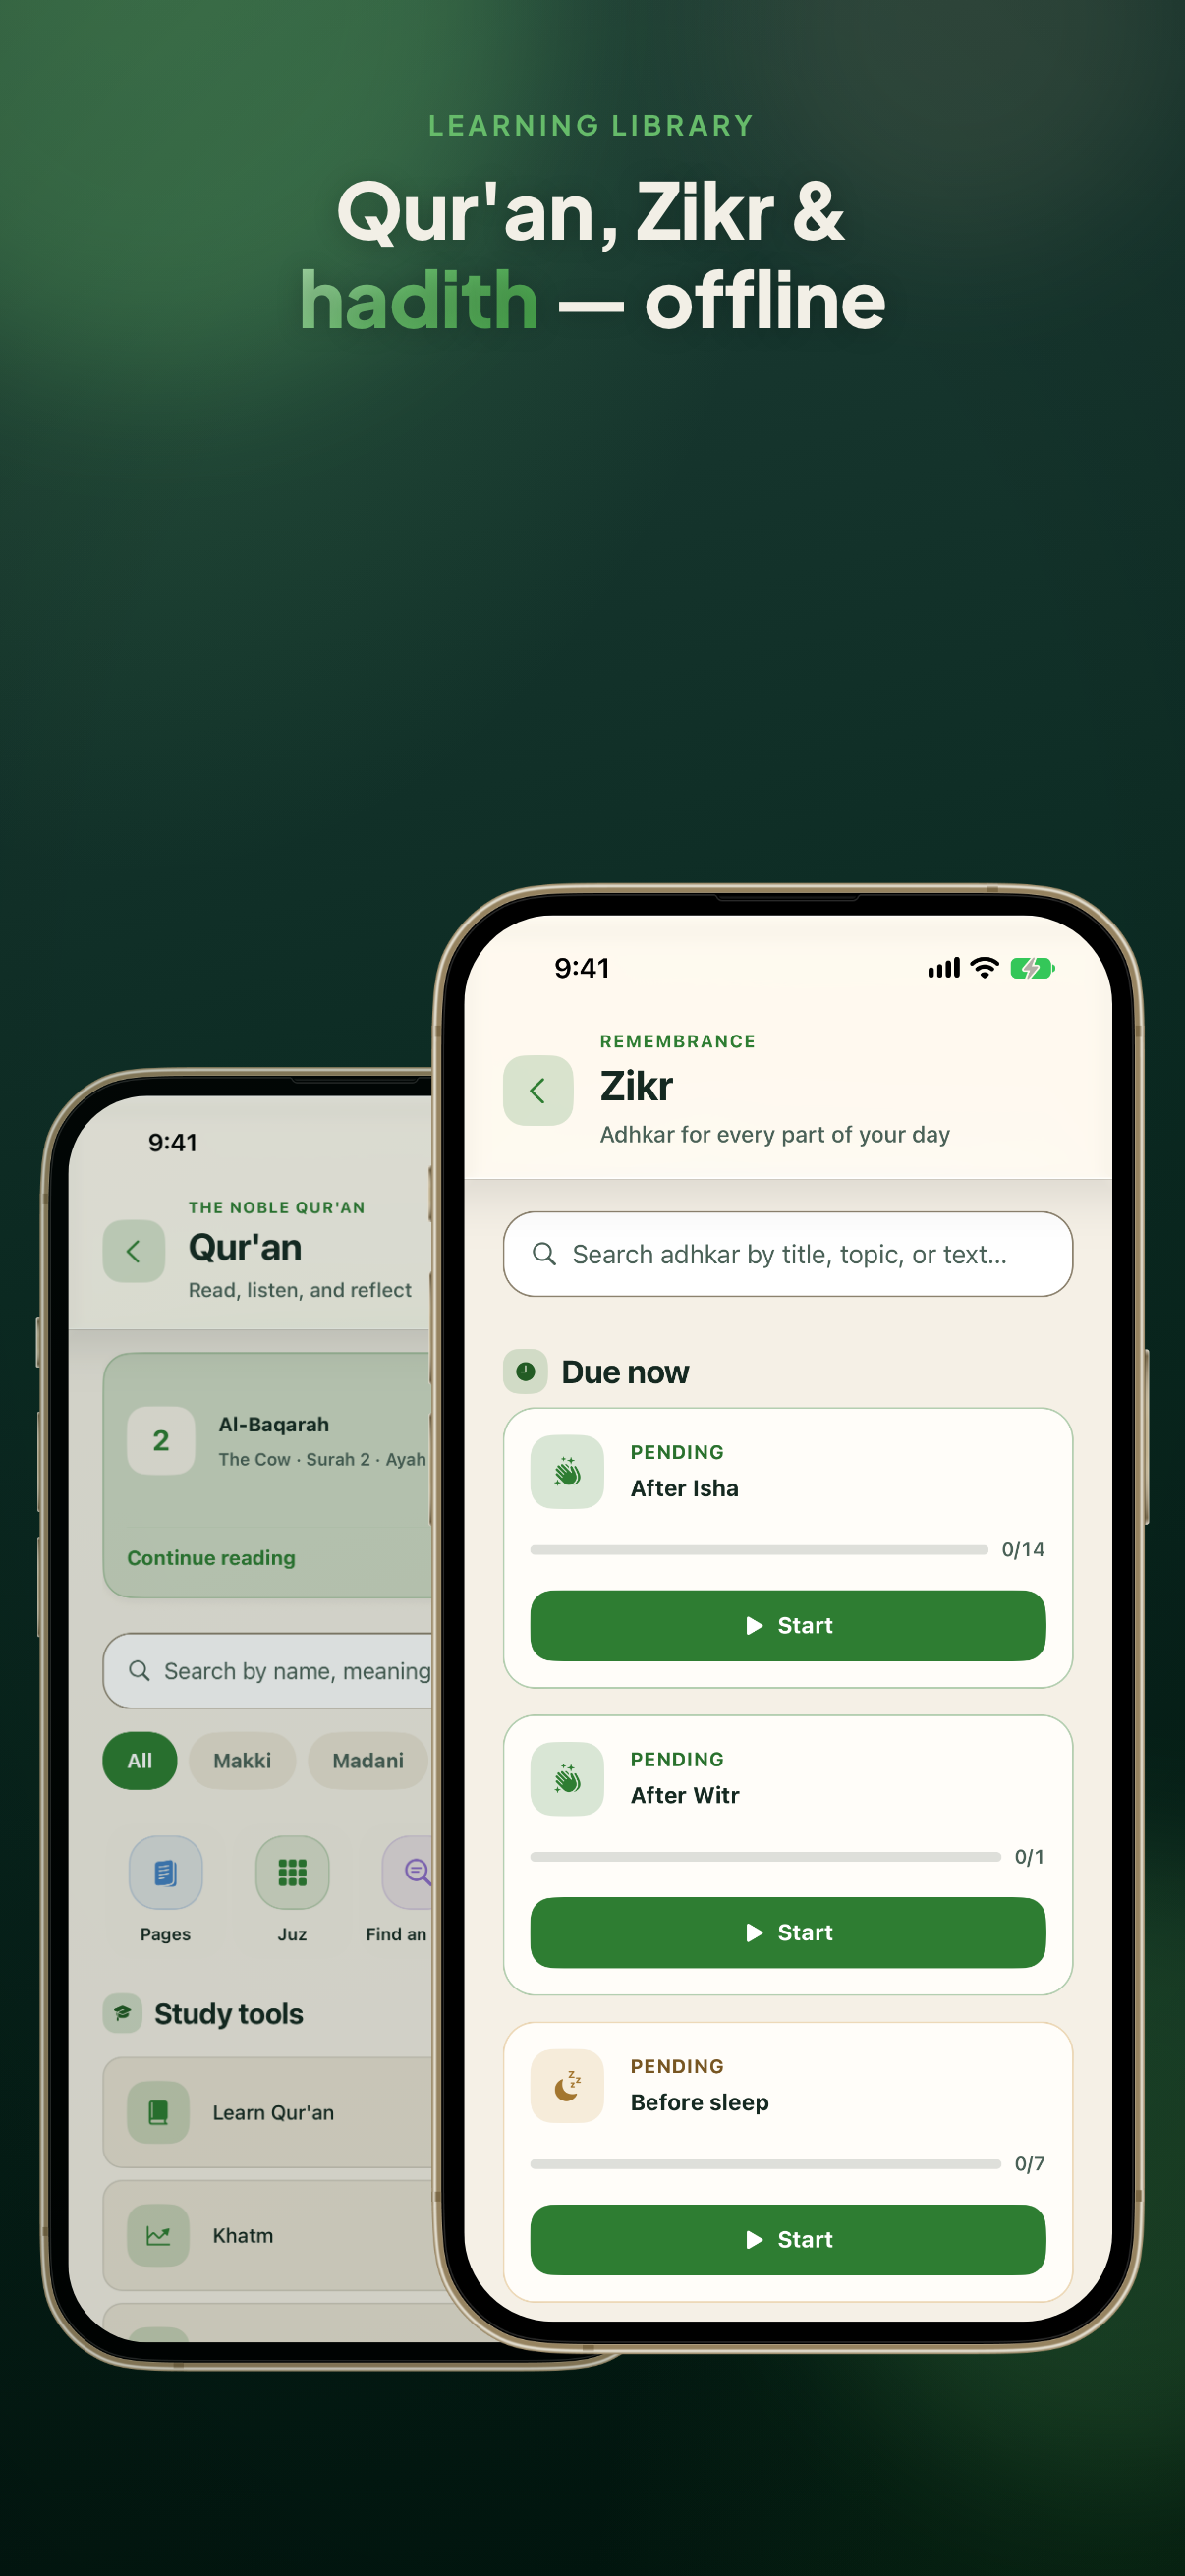 LEARNING LIBRARY
Qur'an, Zikr &
hadith — offline
9:41
REMEMBRANCE
Zikr
Adhkar for every part of your day
Search adhkar by title, topic, or text...
Due now
PENDING
After Isha
0/14
Start
PENDING
After Witr
0/1
Start
PENDING
Before sleep
0/7
Start
9:41
THE NOBLE QUR'AN
Qur'an
Read, listen, and reflect
2
Al-Baqarah
The Cow · Surah 2 · Ayah
Continue reading
Search by name, meaning
All
Makki
Madani
Pages
Juz
Find an
Study tools
Learn Qur'an
Khatm